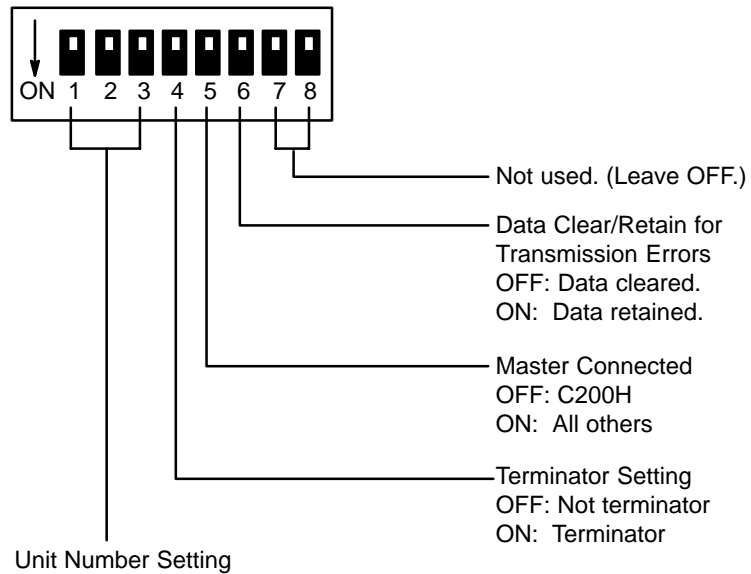 ON 1 2 3 4 5 6 7 8
Not used. (Leave OFF.)
Data Clear/Retain for
Transmission Errors
OFF: Data cleared.
ON: Data retained.
Master Connected
OFF: C200H
ON: All others
Terminator Setting
OFF: Not terminator
ON: Terminator
Unit Number Setting